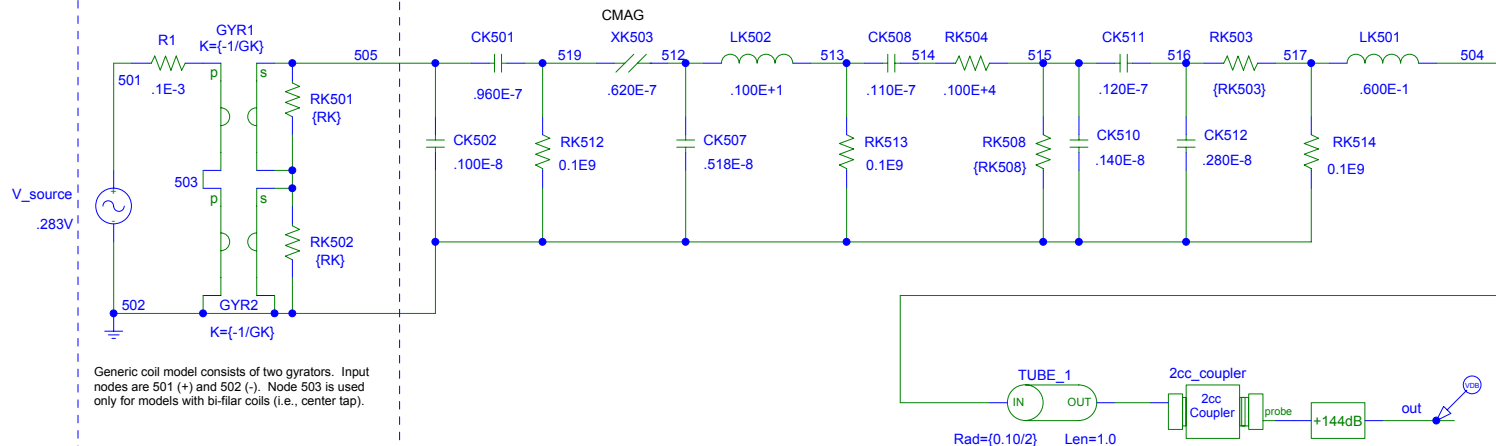 CMAG
GYR1
K={-1/GK}
R1
.1E-3
501
p
s
505
CK501
.960E-7
519
XK503
.620E-7
512
LK502
.100E+1
513
CK508
.110E-7
514
RK504
.100E+4
515
CK511
.120E-7
516
RK503
{RK503}
517
LK501
.600E-1
504
RK501
{RK}
CK502
.100E-8
RK512
0.1E9
CK507
.518E-8
RK513
0.1E9
RK508
{RK508}
CK510
.140E-8
CK512
.280E-8
RK514
0.1E9
503
p
s
V_source
.283V
+
-
RK502
{RK}
502
GYR2
K={-1/GK}
Generic coil model consists of two gyrators. Input
nodes are 501 (+) and 502 (-). Node 503 is used
only for models with bi-filar coils (i.e., center tap).
TUBE_1
IN
OUT
Rad={0.10/2}
Len=1.0
2cc_coupler
2cc
Coupler
probe
+144dB
out
VDB